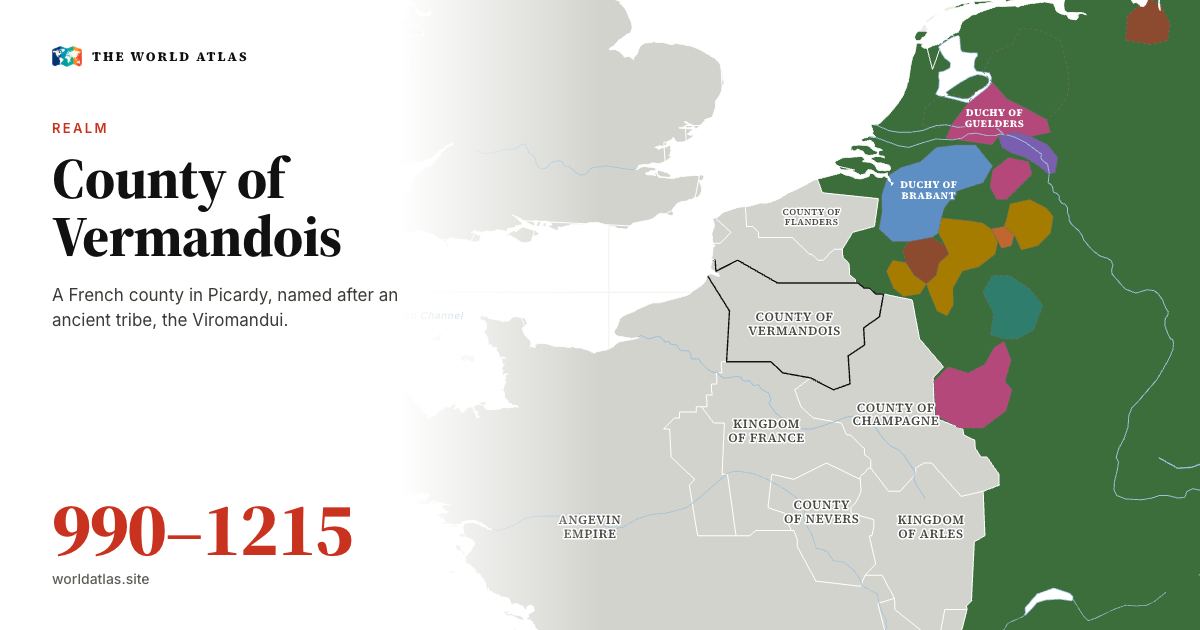 THE WORLD ATLAS
REALM
County of
Vermandois
A French county in Picardy, named after an
ancient tribe, the Viromandui.
990–1215
worldatlas.site
DUCHY OF
GUELDERS
DUCHY OF
BRABANT
COUNTY OF
FLANDERS
Channel
COUNTY OF
VERMANDOIS
COUNTY OF
CHAMPAGNE
KINGDOM
OF FRANCE
COUNTY
OF NEVERS
ANGEVIN
EMPIRE
KINGDOM
OF ARLES